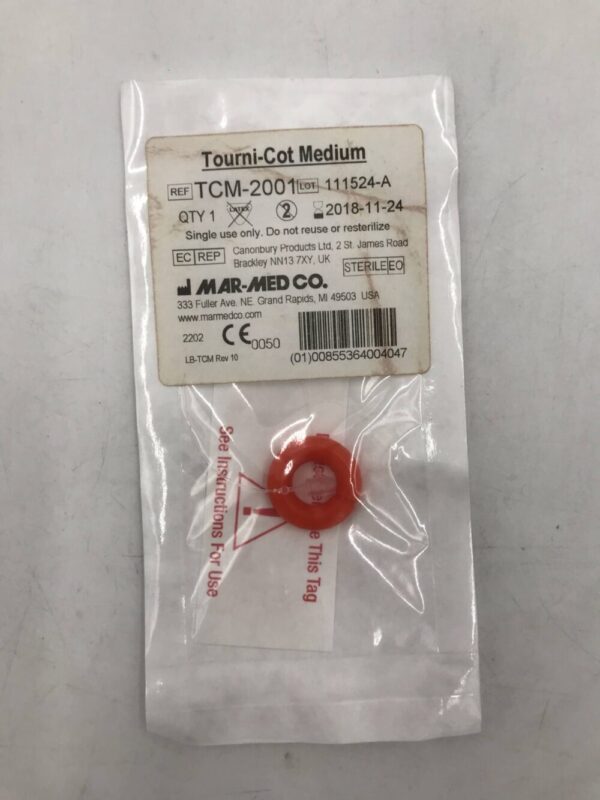 Tourni-Cot Medium
REF TCM-2001 LOT 111524-A
QTY 1 LATEX 2 2018-11-24
Single use only. Do not reuse or resterilize
EC REP Canonbury Products Ltd, 2 St. James Road
Brackley NN13 7XY, UK
STERILE EO
MAR-MED CO.
333 Fuller Ave. NE Grand Rapids, MI 49503 USA
www.marmedco.com
2202 CE 0050
LB-TCM Rev 10
(01)00855364004047
See Instructions For Use
This Tag